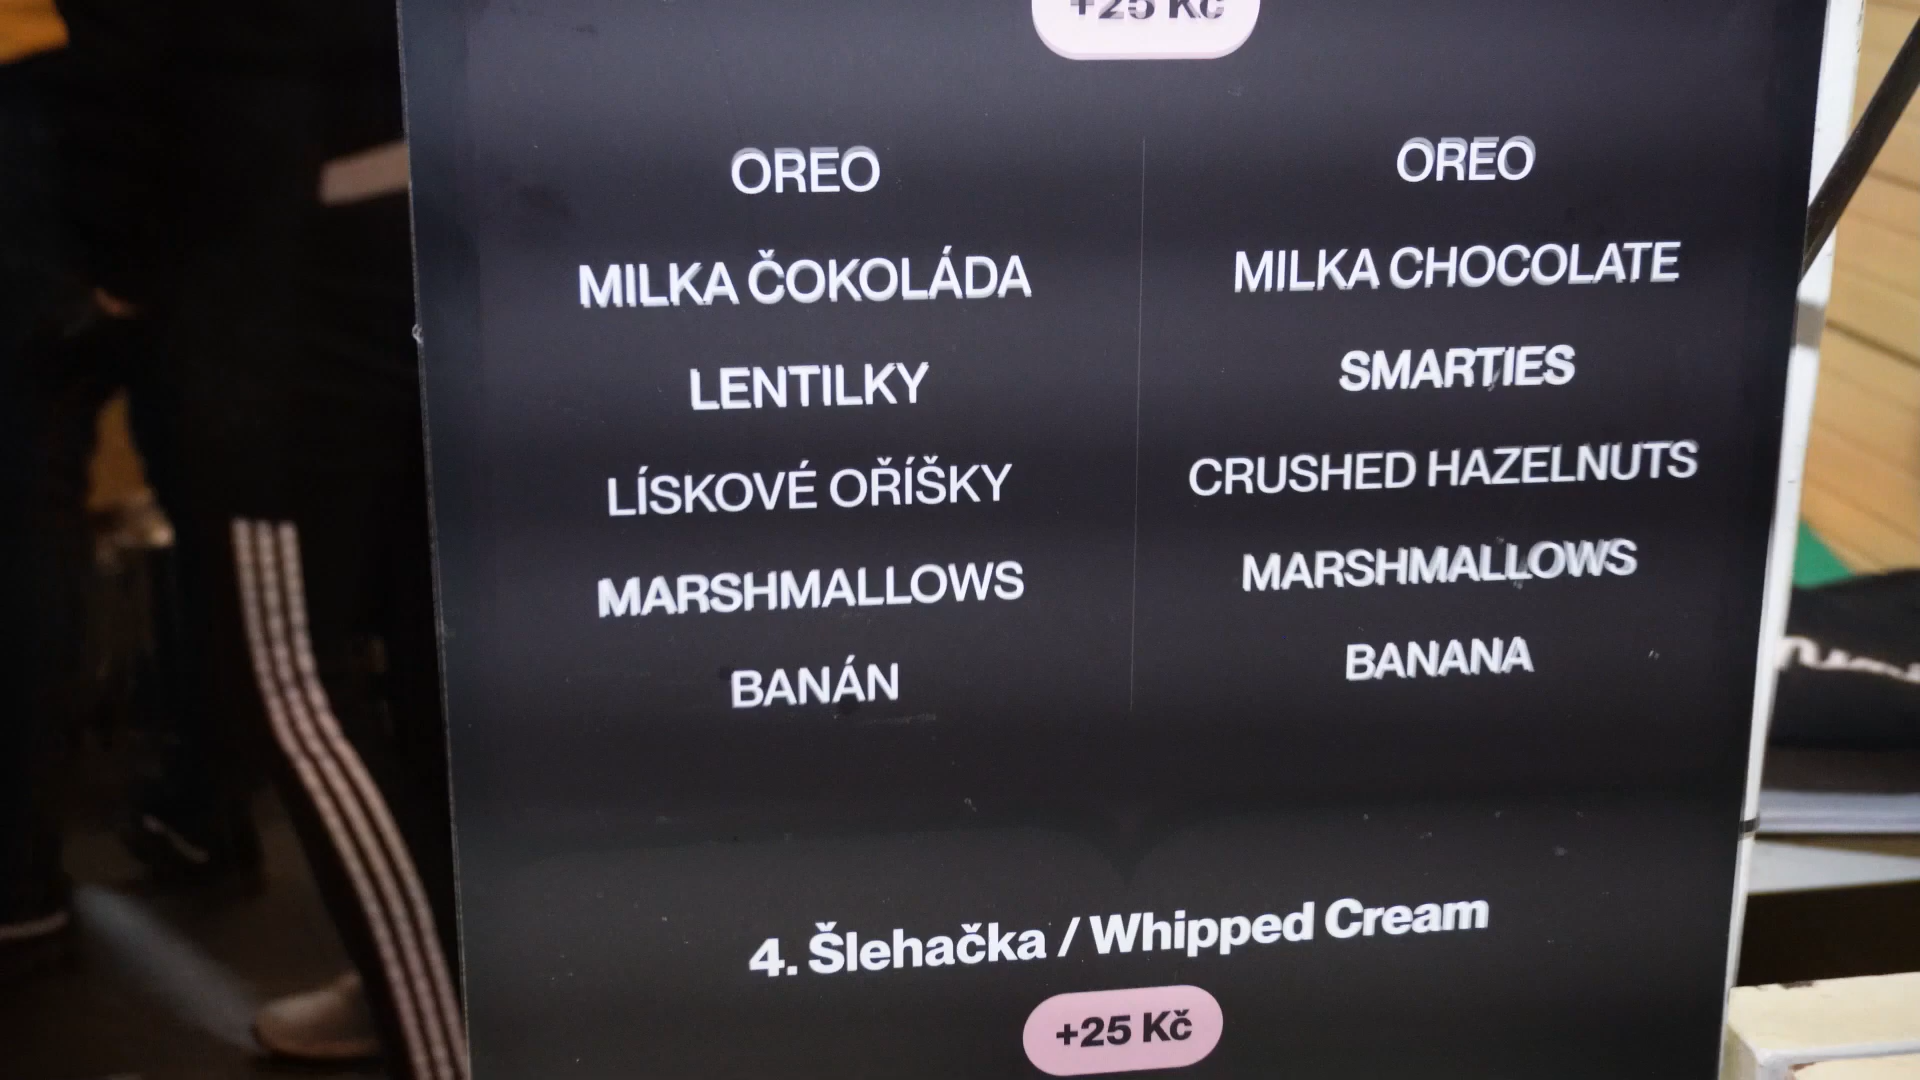 +25 Kč
OREO
MILKA ČOKOLÁDA
LENTILKY
LÍSKOVÉ OŘÍŠKY
MARSHMALLOWS
BANÁN
OREO
MILKA CHOCOLATE
SMARTIES
CRUSHED HAZELNUTS
MARSHMALLOWS
BANANA
4. Šlehačka / Whipped Cream
+25 Kč